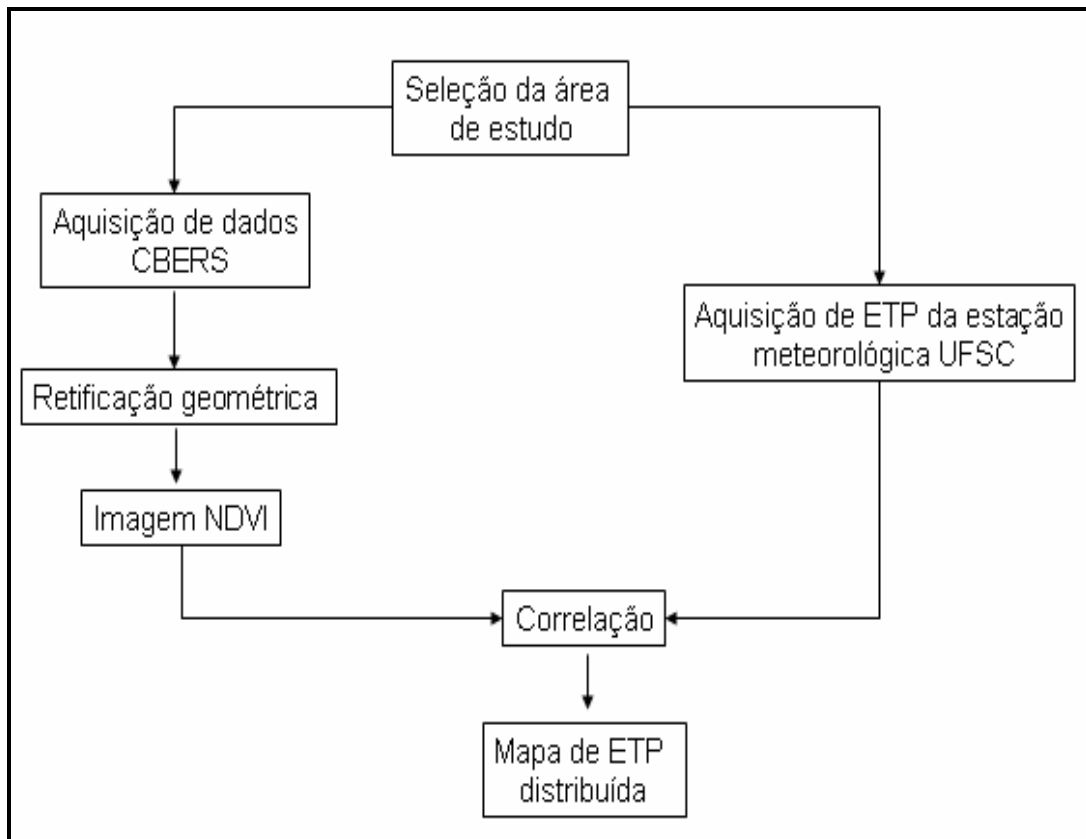 Seleção da área
de estudo
Aquisição de dados
CBERS
Aquisição de ETP da estação
meteorológica UFSC
Retificação geométrica
Imagem NDVI
Correlação
Mapa de ETP
distribuída